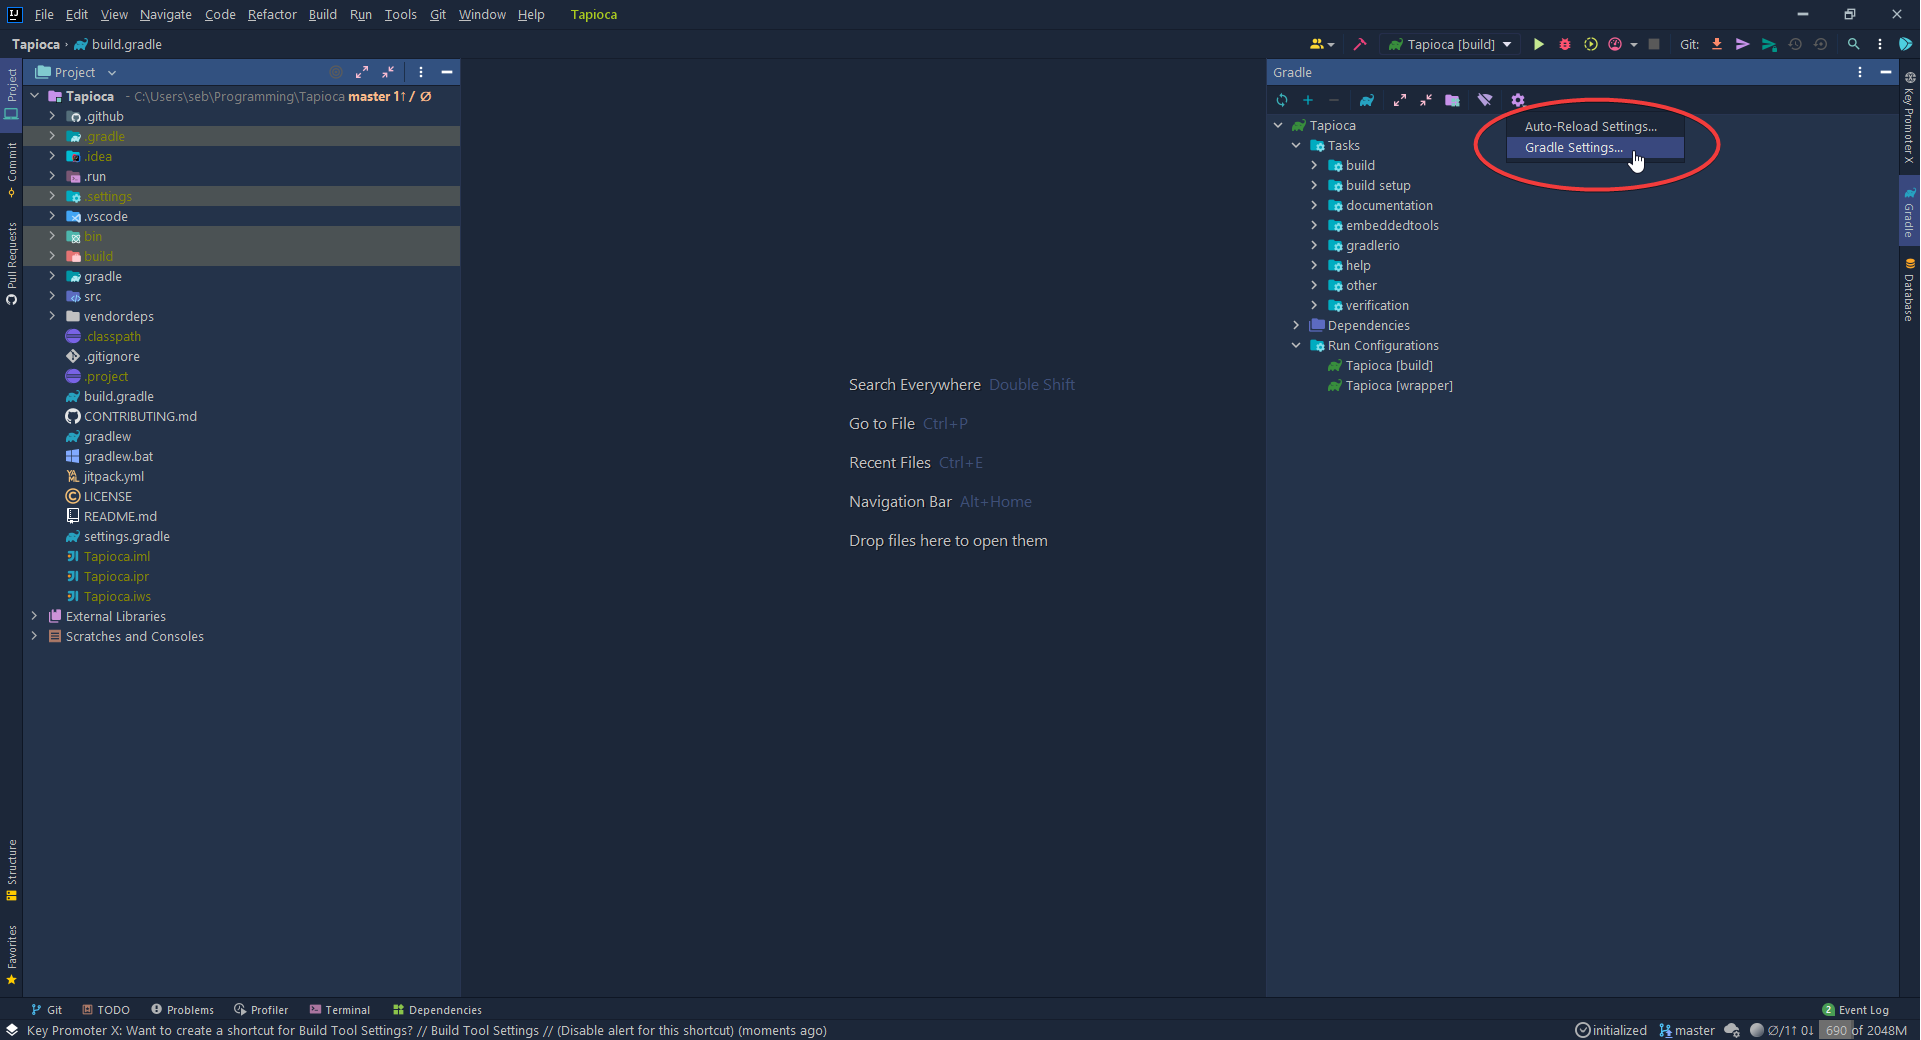 IJ File Edit View Navigate Code Refactor Build Run Tools Git Window Help Tapioca
Tapioca › build.gradle
Tapioca [build] Git:
Project
Gradle
Project
Commit
Pull Requests
Structure
Favorites
Tapioca - C:\Users\seb\Programming\Tapioca master 1↑ / ∅
.github
.gradle
.idea
.run
.settings
.vscode
bin
build
gradle
src
vendordeps
.classpath
.gitignore
.project
build.gradle
CONTRIBUTING.md
gradlew
gradlew.bat
jitpack.yml
LICENSE
README.md
settings.gradle
Tapioca.iml
Tapioca.ipr
Tapioca.iws
External Libraries
Scratches and Consoles
Search Everywhere Double Shift
Go to File Ctrl+P
Recent Files Ctrl+E
Navigation Bar Alt+Home
Drop files here to open them
Tapioca
Tasks
build
build setup
documentation
embeddedtools
gradlerio
help
other
verification
Dependencies
Run Configurations
Tapioca [build]
Tapioca [wrapper]
Auto-Reload Settings...
Gradle Settings...
Key Promoter X
Gradle
Database
Git TODO Problems Profiler Terminal Dependencies
2 Event Log
Key Promoter X: Want to create a shortcut for Build Tool Settings? // Build Tool Settings // (Disable alert for this shortcut) (moments ago)
initialized master ∅/1↑ 0↓ 690 of 2048M